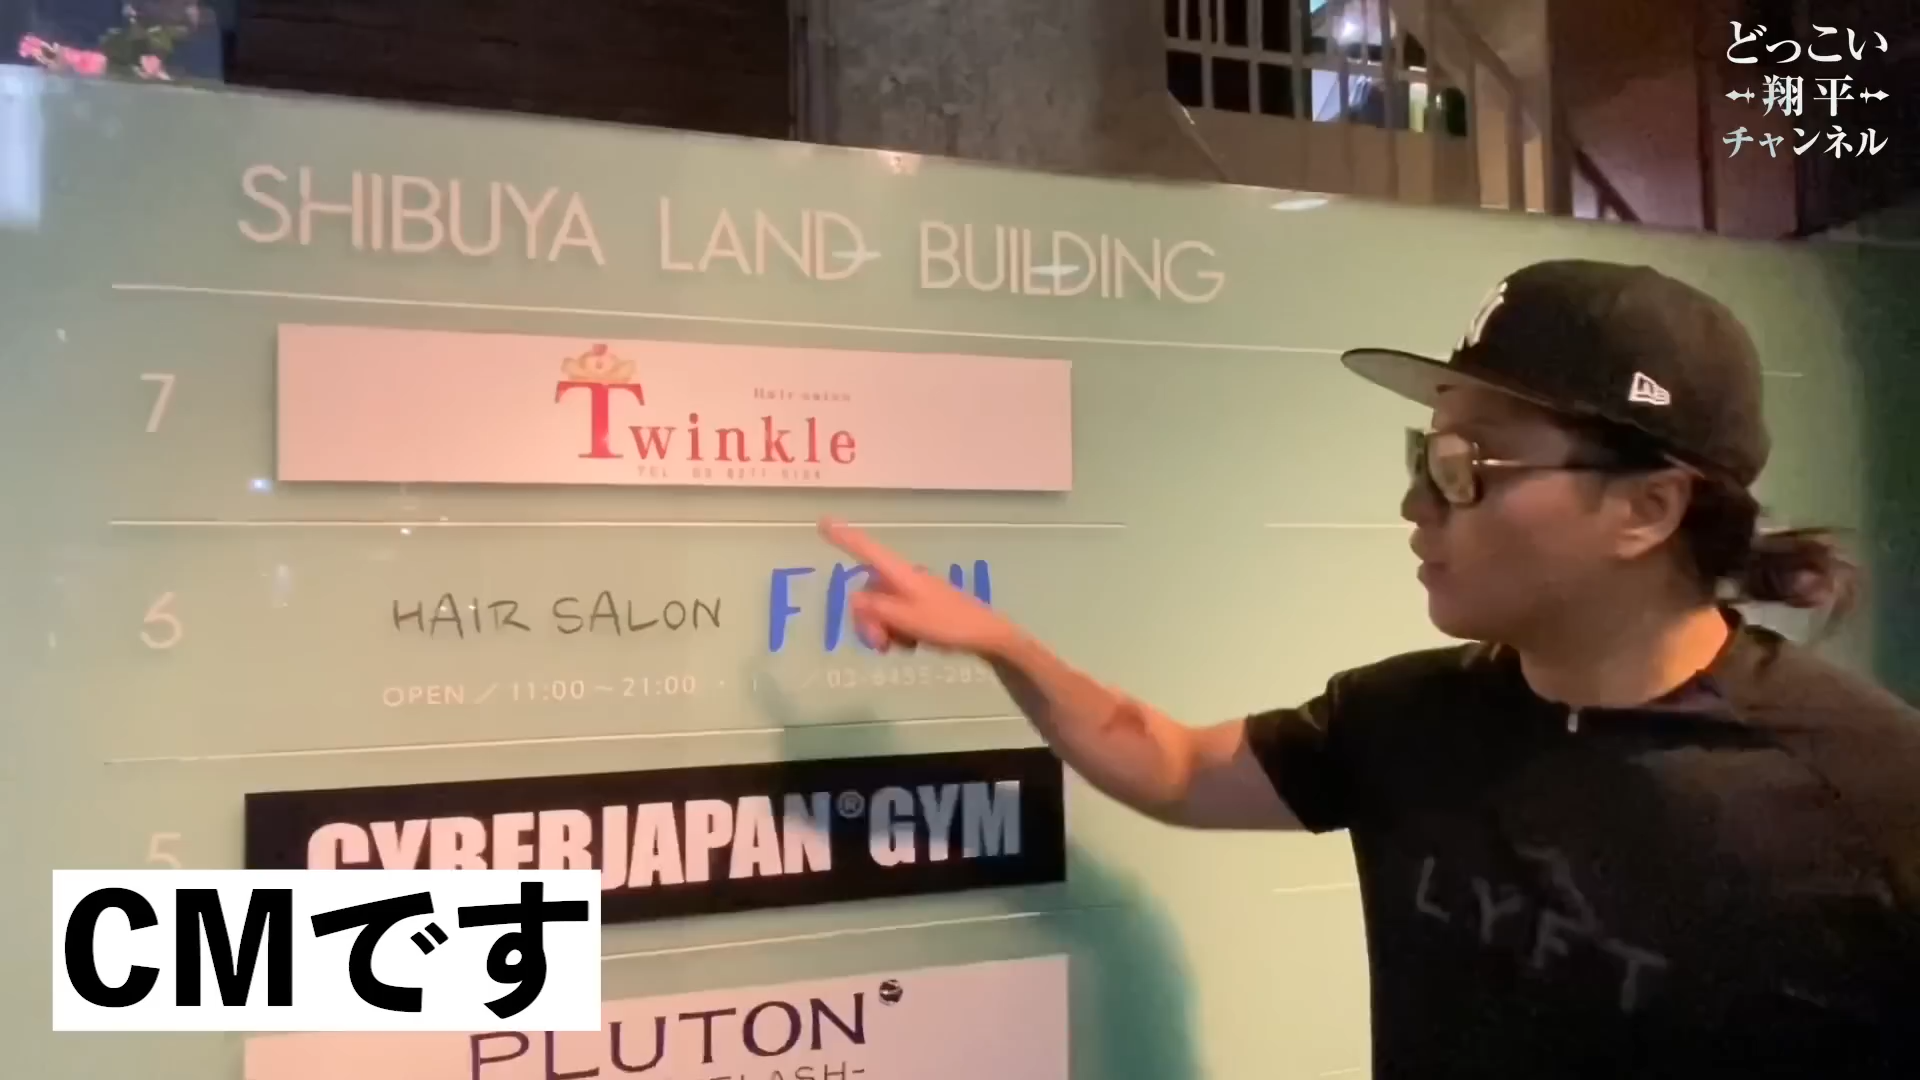 どっこい
翔平
チャンネル
SHIBUYA LAND BUILDING
7
Hair salon
Twinkle
6
HAIR SALON
OPEN / 11:00~21:00
5
CYBERJAPAN® GYM
CMです
PLUTON
LYFT